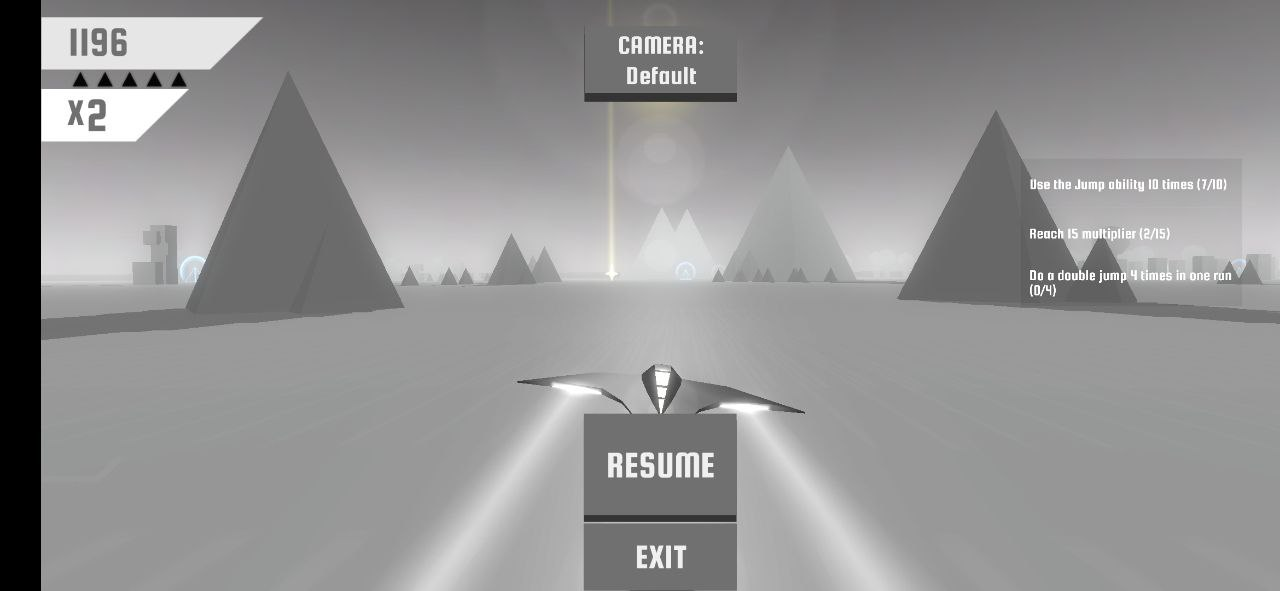 1196
X2
CAMERA:
Default
Use the Jump ability 10 times (7/10)
Reach 15 multiplier (2/15)
Do a double jump 4 times in one run
(0/4)
RESUME
EXIT